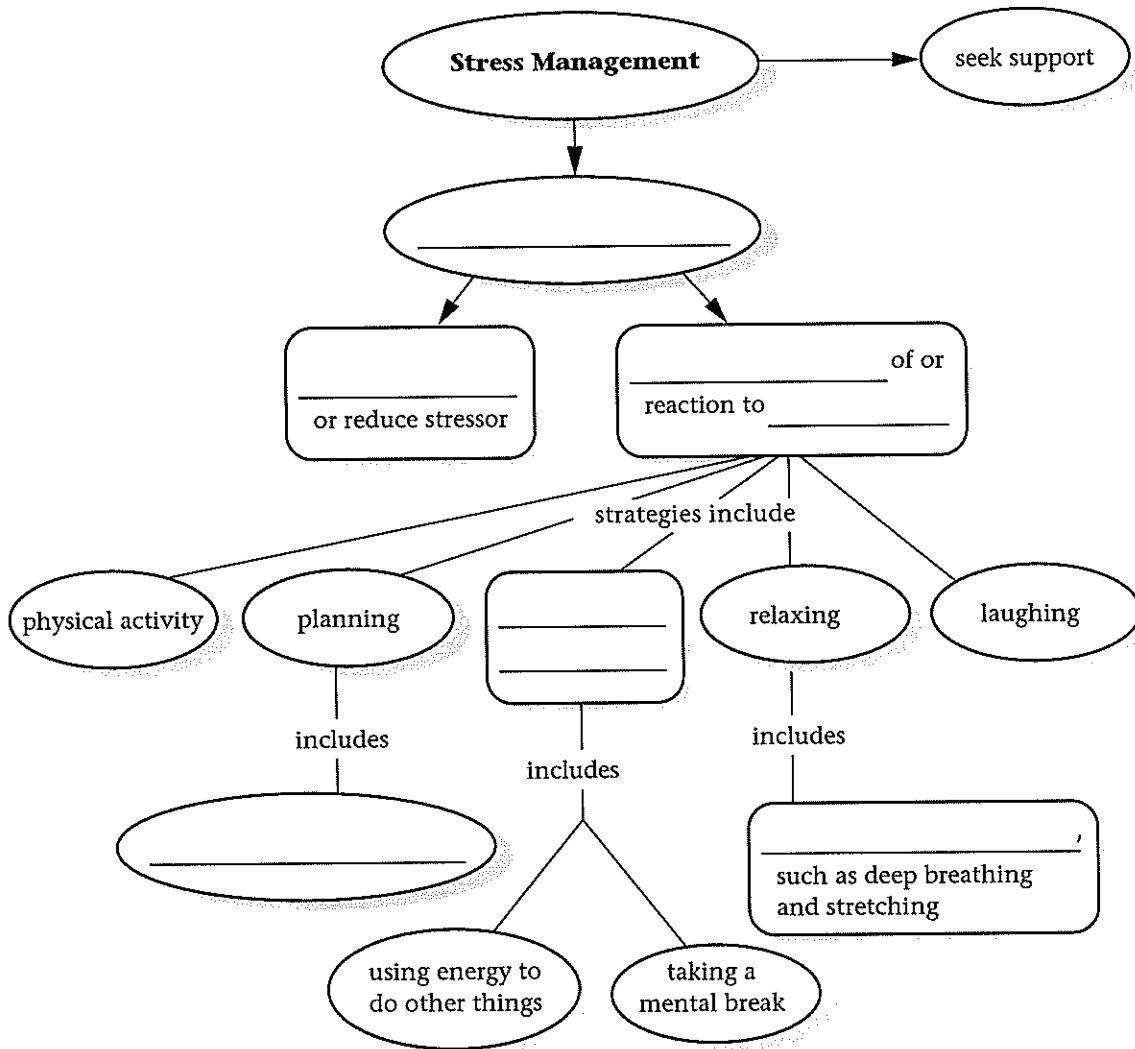 Stress Management
seek support
or reduce stressor
of or
reaction to
strategies include
physical activity
planning
relaxing
laughing
includes
includes
includes
,
such as deep breathing
and stretching
using energy to
do other things
taking a
mental break